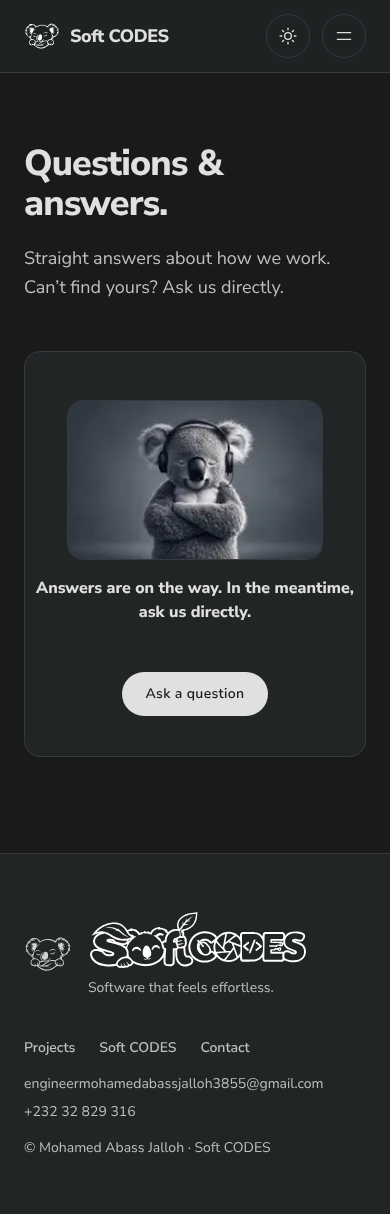 Soft CODES
Questions &
answers.
Straight answers about how we work.
Can’t find yours? Ask us directly.
Answers are on the way. In the meantime,
ask us directly.
Ask a question
Soft CODES
Software that feels effortless.
Projects Soft CODES Contact
engineermohamedabassjalloh3855@gmail.com
+232 32 829 316
© Mohamed Abass Jalloh · Soft CODES